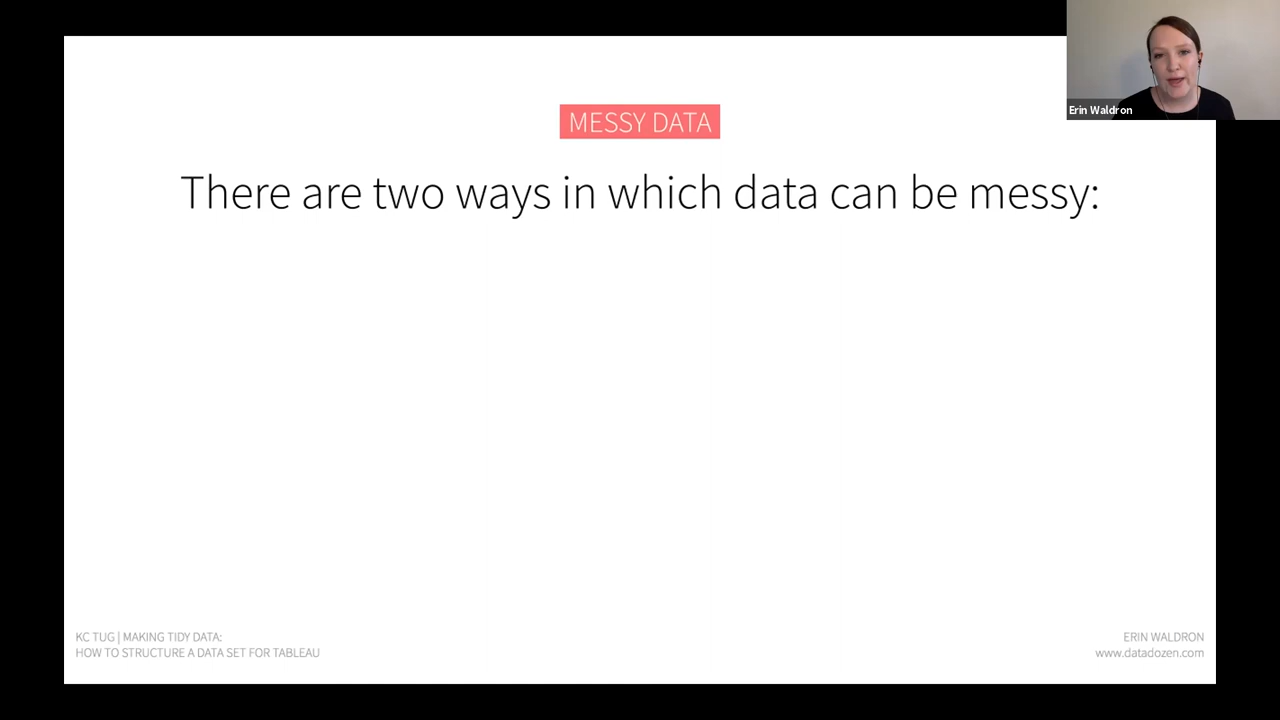 Erin Waldron
MESSY DATA
There are two ways in which data can be messy:
KC TUG | MAKING TIDY DATA:
HOW TO STRUCTURE A DATA SET FOR TABLEAU
ERIN WALDRON
www.datadozen.com